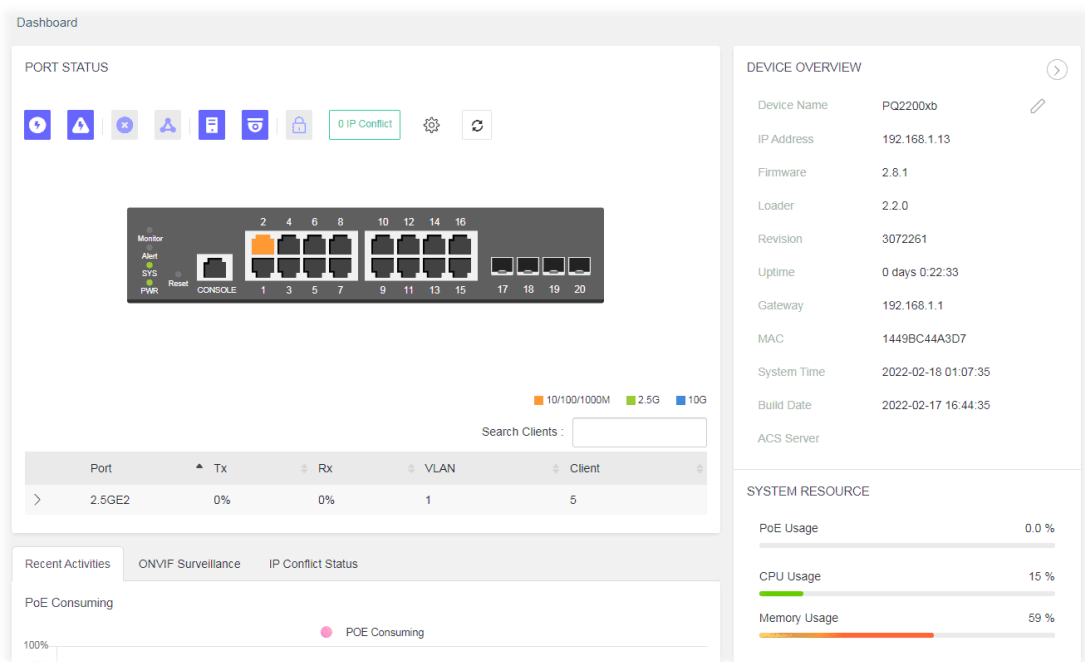 Dashboard
PORT STATUS
0 IP Conflict
2 4 6 8 10 12 14 16
Monitor
Alert
SYS
PWR
Reset
CONSOLE
1 3 5 7 9 11 13 15 17 18 19 20
10/100/1000M 2.5G 10G
Search Clients :
Port Tx Rx VLAN Client
2.5GE2 0% 0% 1 5
Recent Activities ONVIF Surveillance IP Conflict Status
PoE Consuming
POE Consuming
100%
DEVICE OVERVIEW
Device Name PQ2200xb
IP Address 192.168.1.13
Firmware 2.8.1
Loader 2.2.0
Revision 3072261
Uptime 0 days 0:22:33
Gateway 192.168.1.1
MAC 1449BC44A3D7
System Time 2022-02-18 01:07:35
Build Date 2022-02-17 16:44:35
ACS Server
SYSTEM RESOURCE
PoE Usage 0.0 %
CPU Usage 15 %
Memory Usage 59 %